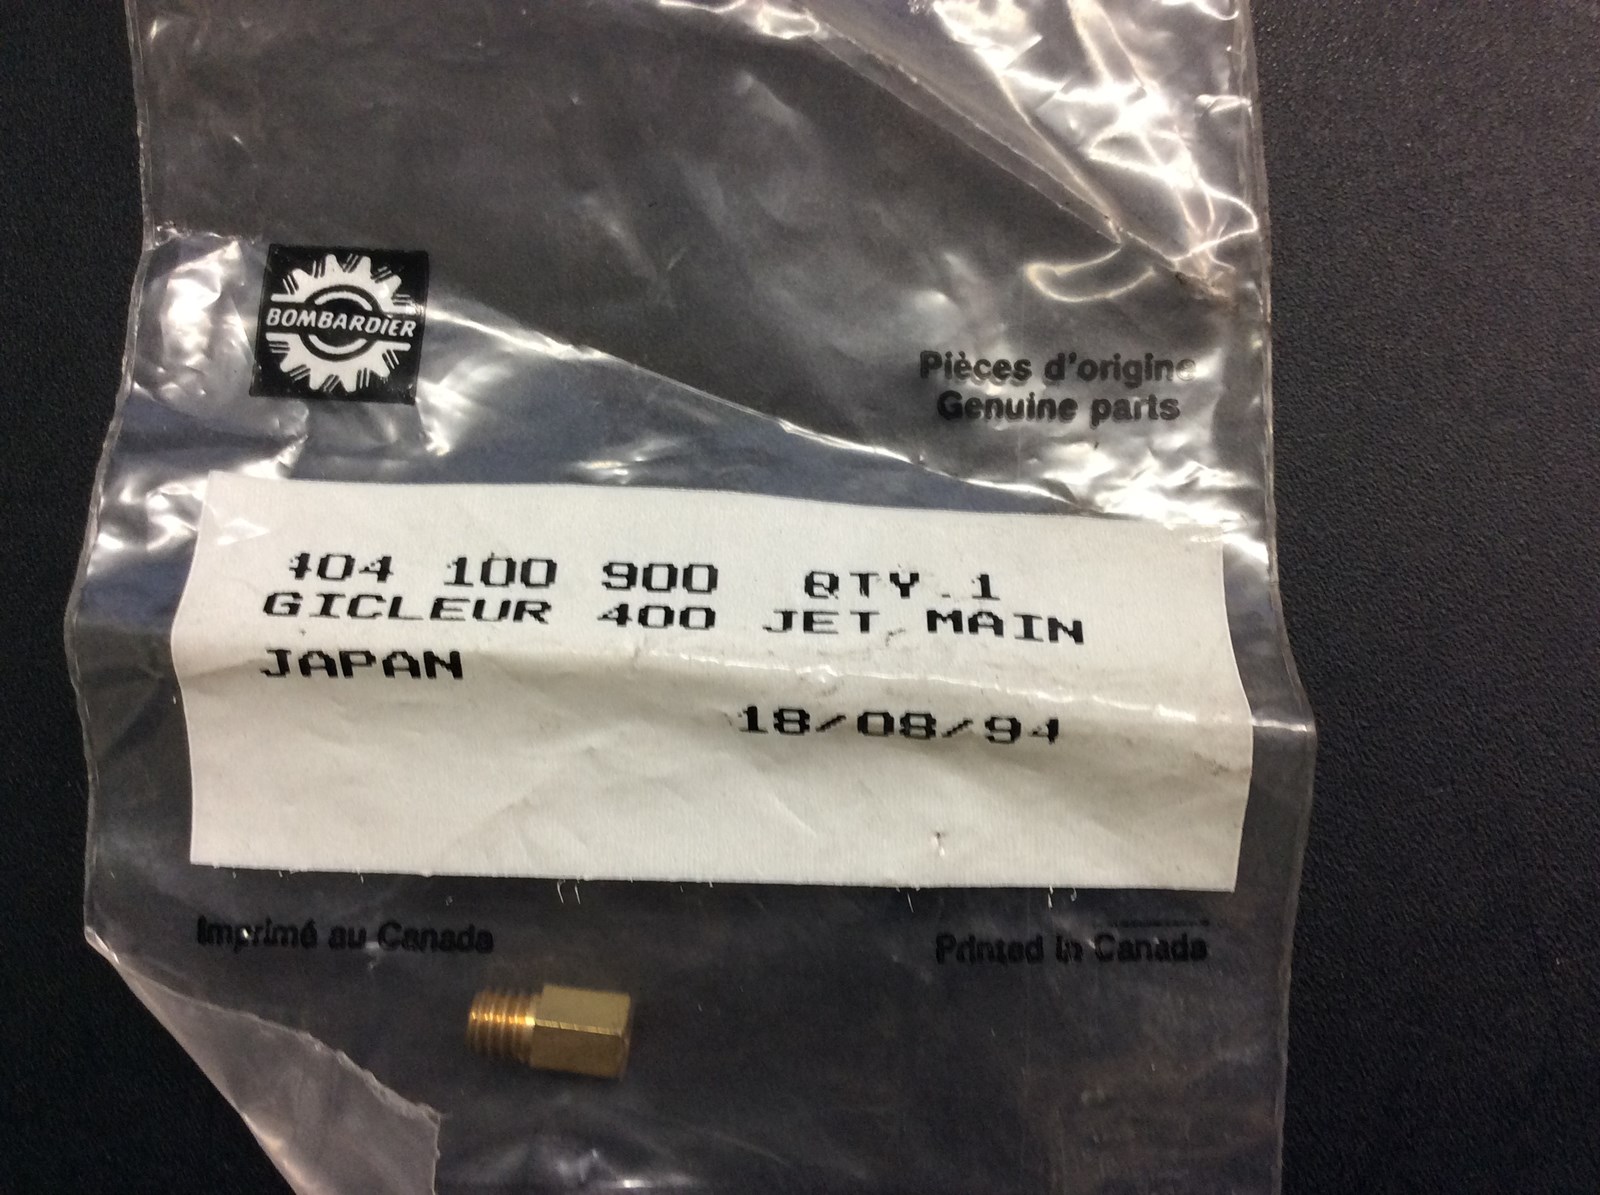 BOMBARDIER
Pièces d'origine
Genuine parts
404 100 900 QTY.1
GICLEUR 400 JET MAIN
JAPAN
18/08/94
Imprimé au Canada
Printed in Canada